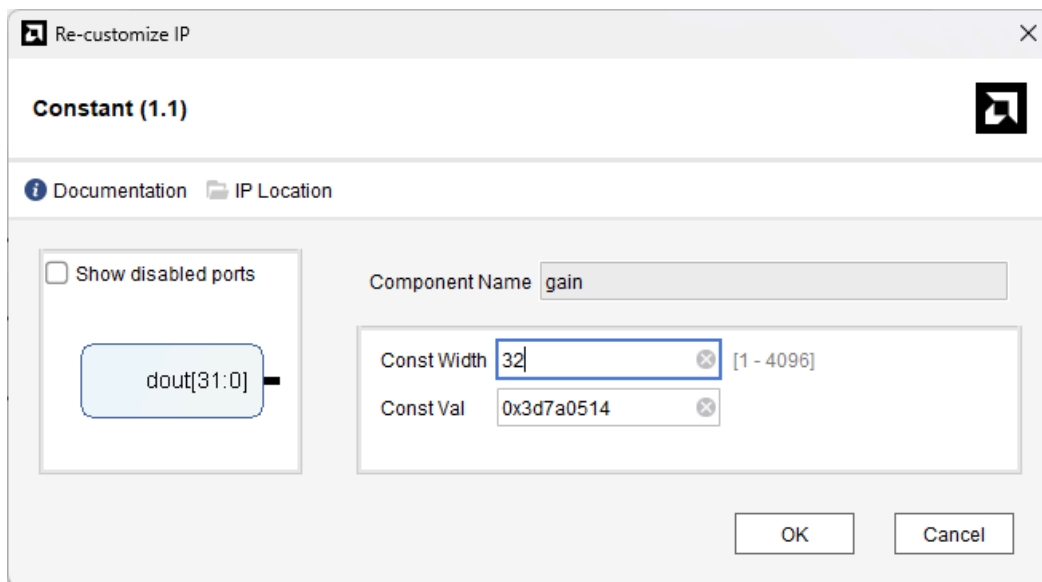 Re-customize IP
Constant (1.1)
Documentation IP Location
Show disabled ports
dout[31:0]
Component Name gain
Const Width 32 [1 - 4096]
Const Val 0x3d7a0514
OK Cancel